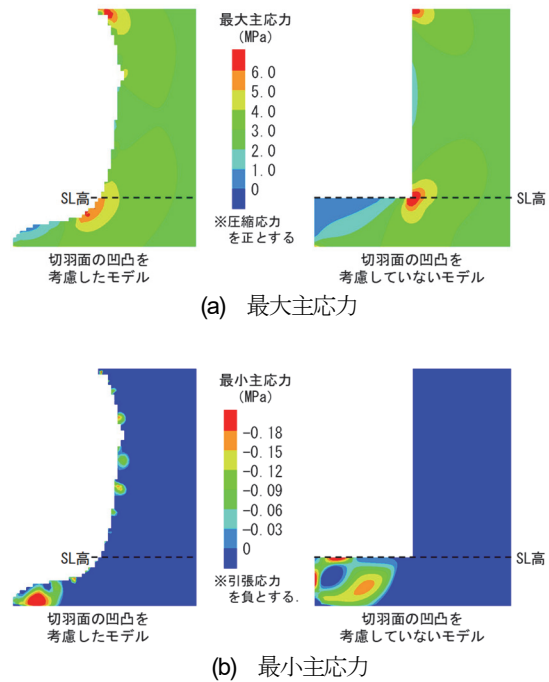 最大主応力
(MPa)
6.0
5.0
4.0
3.0
2.0
1.0
0
SL高
SL高
※圧縮応力
を正とする
切羽面の凹凸を
考慮したモデル
切羽面の凹凸を
考慮していないモデル
(a) 最大主応力
最小主応力
(MPa)
-0.18
-0.15
-0.12
-0.09
-0.06
-0.03
0
SL高
SL高
※引張応力
を負とする.
切羽面の凹凸を
考慮したモデル
切羽面の凹凸を
考慮していないモデル
(b) 最小主応力